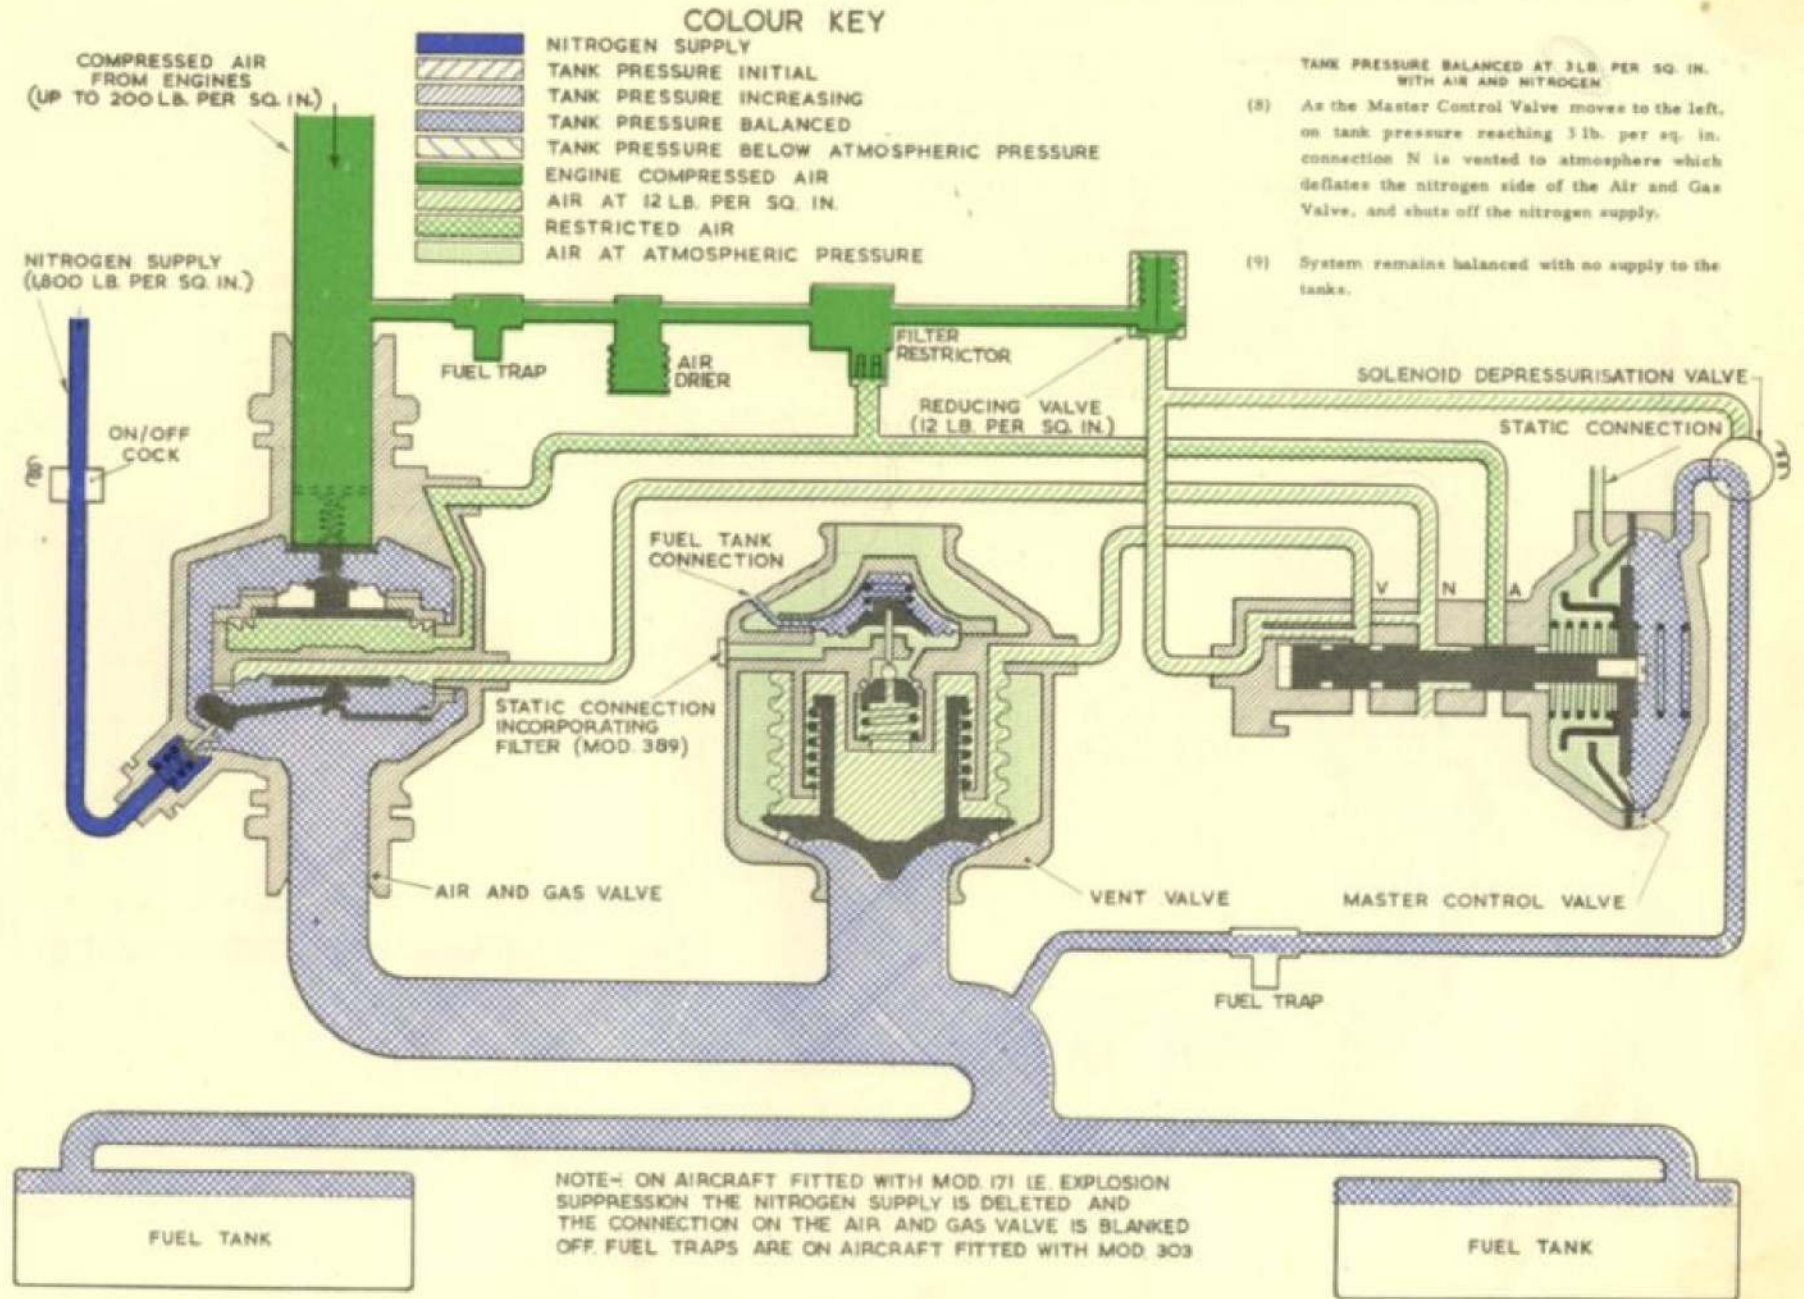 COLOUR KEY
NITROGEN SUPPLY
TANK PRESSURE INITIAL
TANK PRESSURE INCREASING
TANK PRESSURE BALANCED
TANK PRESSURE BELOW ATMOSPHERIC PRESSURE
ENGINE COMPRESSED AIR
AIR AT 12 LB. PER SQ. IN.
RESTRICTED AIR
AIR AT ATMOSPHERIC PRESSURE
COMPRESSED AIR
FROM ENGINES
(UP TO 200 LB. PER SQ. IN.)
TANK PRESSURE BALANCED AT 3 LB. PER SQ. IN.
WITH AIR AND NITROGEN
(8) As the Master Control Valve moves to the left,
on tank pressure reaching 3 lb. per sq. in.
connection N is vented to atmosphere which
deflates the nitrogen side of the Air and Gas
Valve, and shuts off the nitrogen supply.
(9) System remains balanced with no supply to the
tanks.
NITROGEN SUPPLY
(1,800 LB. PER SQ. IN.)
ON/OFF
COCK
FUEL TRAP
AIR
DRIER
FILTER
RESTRICTOR
REDUCING VALVE
(12 LB. PER SQ. IN.)
SOLENOID DEPRESSURISATION VALVE
STATIC CONNECTION
FUEL TANK
CONNECTION
V N A
STATIC CONNECTION
INCORPORATING
FILTER (MOD. 389)
AIR AND GAS VALVE
VENT VALVE
MASTER CONTROL VALVE
FUEL TRAP
FUEL TANK
NOTE-: ON AIRCRAFT FITTED WITH MOD. 171 I.E. EXPLOSION
SUPPRESSION THE NITROGEN SUPPLY IS DELETED AND
THE CONNECTION ON THE AIR AND GAS VALVE IS BLANKED
OFF. FUEL TRAPS ARE ON AIRCRAFT FITTED WITH MOD 303
FUEL TANK